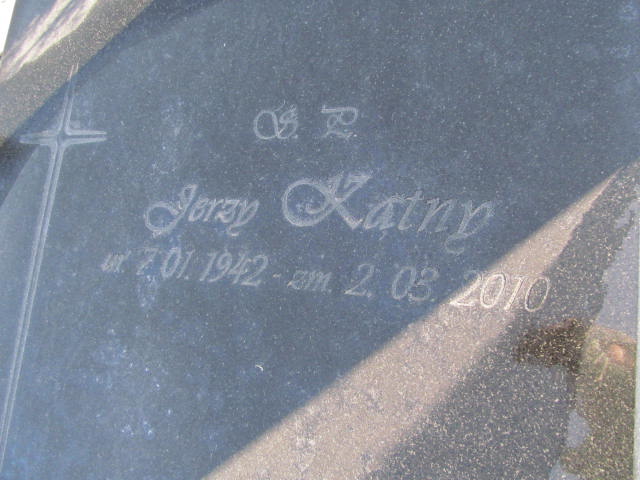 Ś. P.
Jerzy Kątny
ur. 7.01.1942 - zm. 2.03.2010